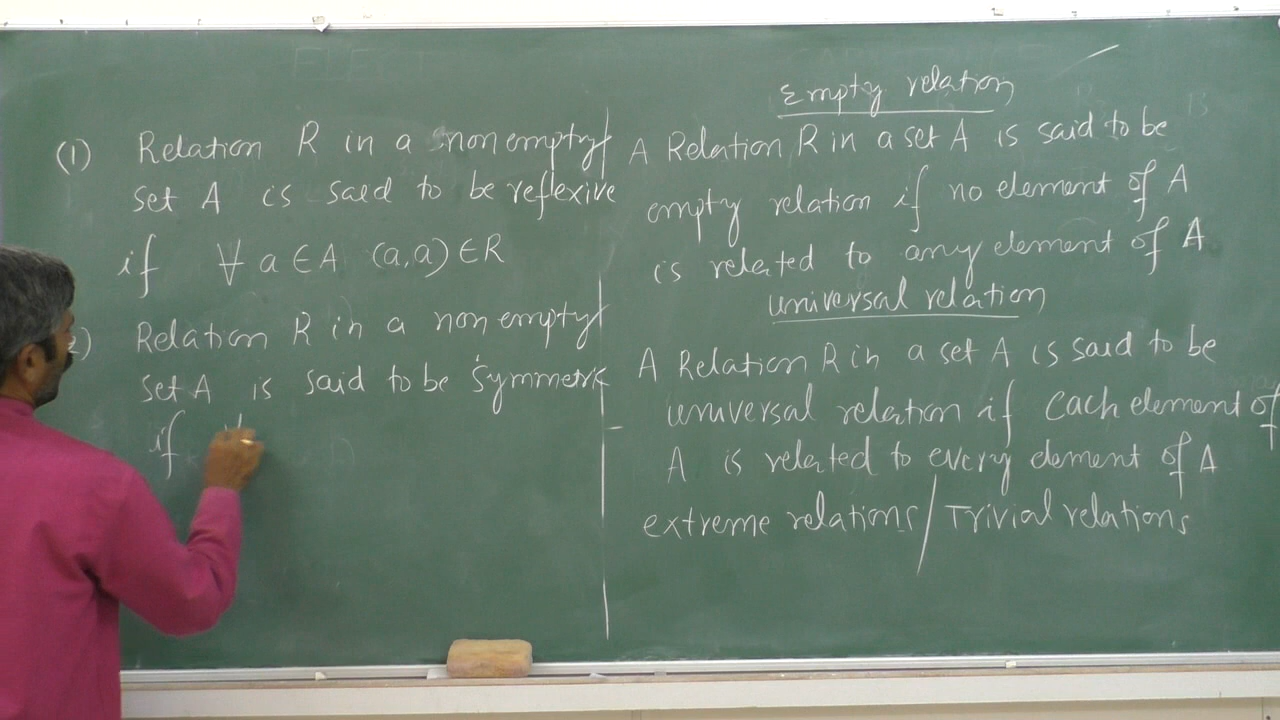 (1) Relation R in a non empty
set A is said to be reflexive
if ∀ a ∈ A (a,a) ∈ R
) Relation R in a non empty
set A is said to be Symmetric
if
Empty relation
A Relation R in a set A is said to be
empty relation if no element of A
is related to any element of A
universal relation
A Relation R in a set A is said to be
universal relation if each element of
A is related to every element of A
extreme relations / Trivial relations